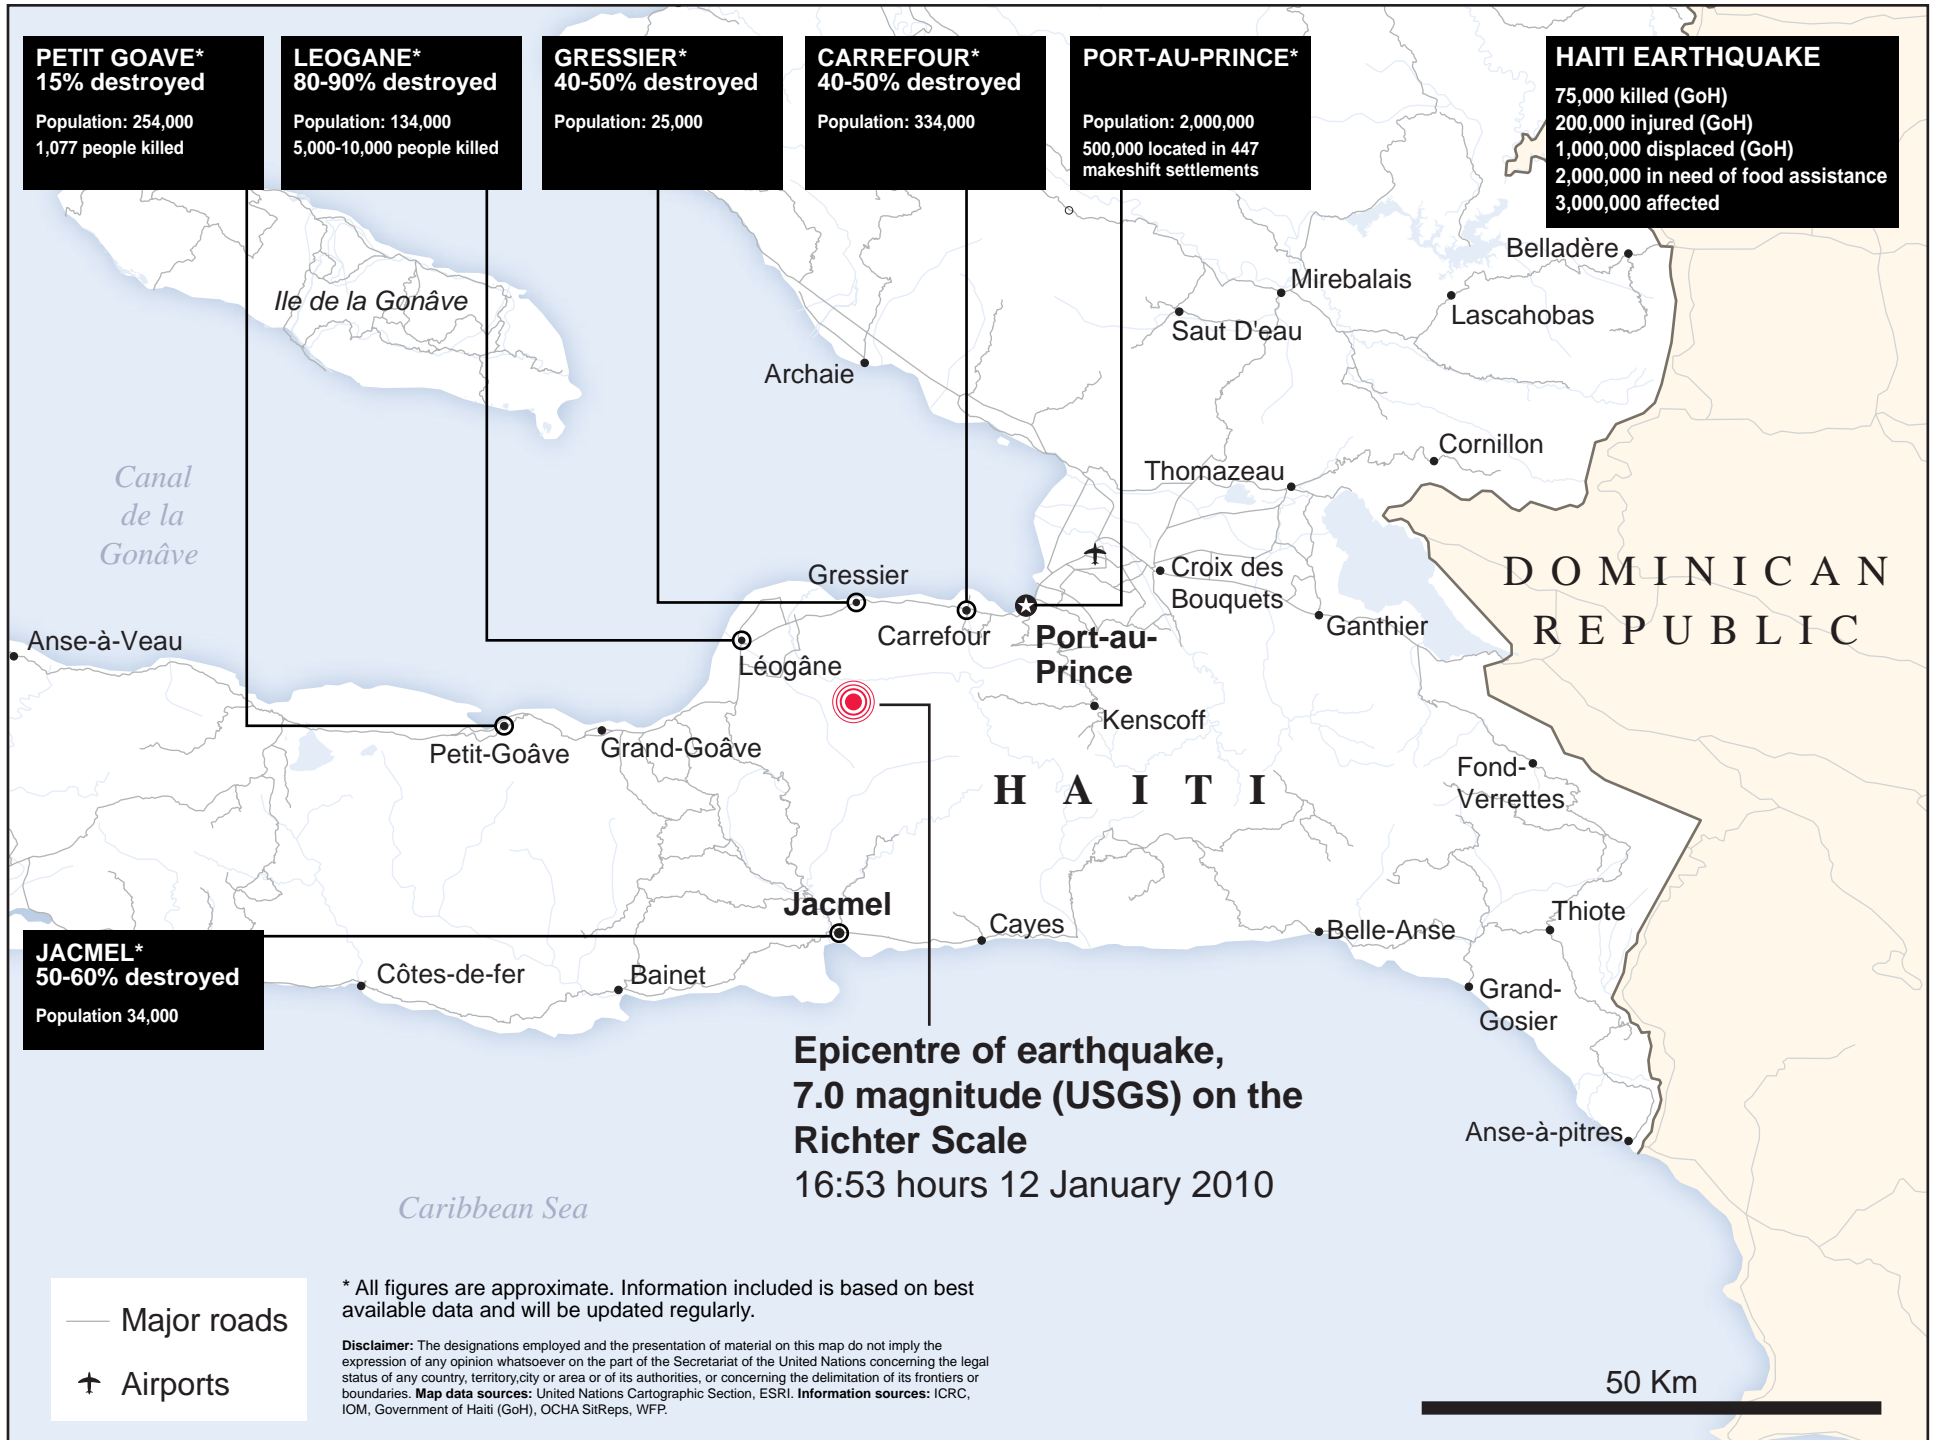 PETIT GOAVE*
15% destroyed
Population: 254,000
1,077 people killed
LEOGANE*
80-90% destroyed
Population: 134,000
5,000-10,000 people killed
GRESSIER*
40-50% destroyed
Population: 25,000
CARREFOUR*
40-50% destroyed
Population: 334,000
PORT-AU-PRINCE*
Population: 2,000,000
500,000 located in 447
makeshift settlements
HAITI EARTHQUAKE
75,000 killed (GoH)
200,000 injured (GoH)
1,000,000 displaced (GoH)
2,000,000 in need of food assistance
3,000,000 affected
Belladère
Mirebalais
Lascahobas
Saut D'eau
Ile de la Gonâve
Archaie
Cornillon
Thomazeau
Canal
de la
Gonâve
DOMINICAN
REPUBLIC
Gressier
Croix des
Bouquets
Ganthier
Carrefour
Port-au-
Prince
Anse-à-Veau
Léogâne
Kenscoff
Petit-Goâve
Grand-Goâve
HAITI
Fond-
Verrettes
Jacmel
Cayes
Belle-Anse
Thiote
JACMEL*
50-60% destroyed
Population 34,000
Côtes-de-fer
Bainet
Grand-
Gosier
Epicentre of earthquake,
7.0 magnitude (USGS) on the
Richter Scale
16:53 hours 12 January 2010
Anse-à-pitres
Caribbean Sea
Major roads
Airports
* All figures are approximate. Information included is based on best
available data and will be updated regularly.
Disclaimer: The designations employed and the presentation of material on this map do not imply the
expression of any opinion whatsoever on the part of the Secretariat of the United Nations concerning the legal
status of any country, territory,city or area or of its authorities, or concerning the delimitation of its frontiers or
boundaries. Map data sources: United Nations Cartographic Section, ESRI. Information sources: ICRC,
IOM, Government of Haiti (GoH), OCHA SitReps, WFP.
50 Km